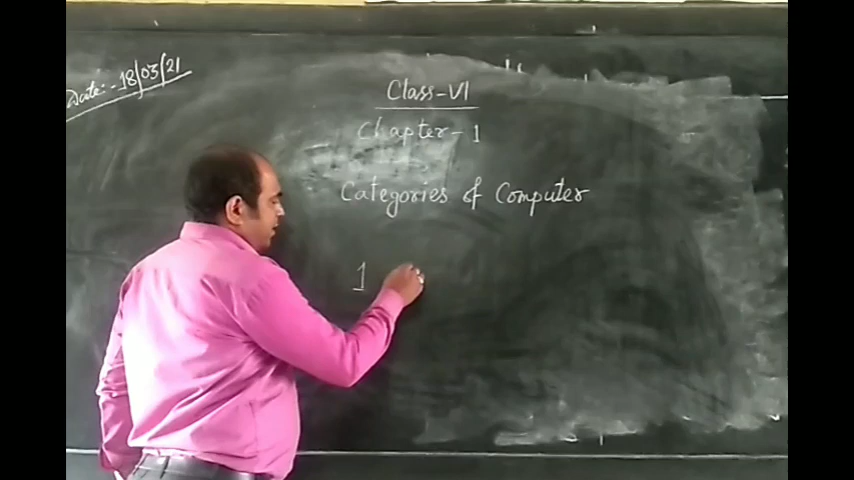 Date:- 18/03/21
Class-VI
Chapter-1
Categories of Computer
1